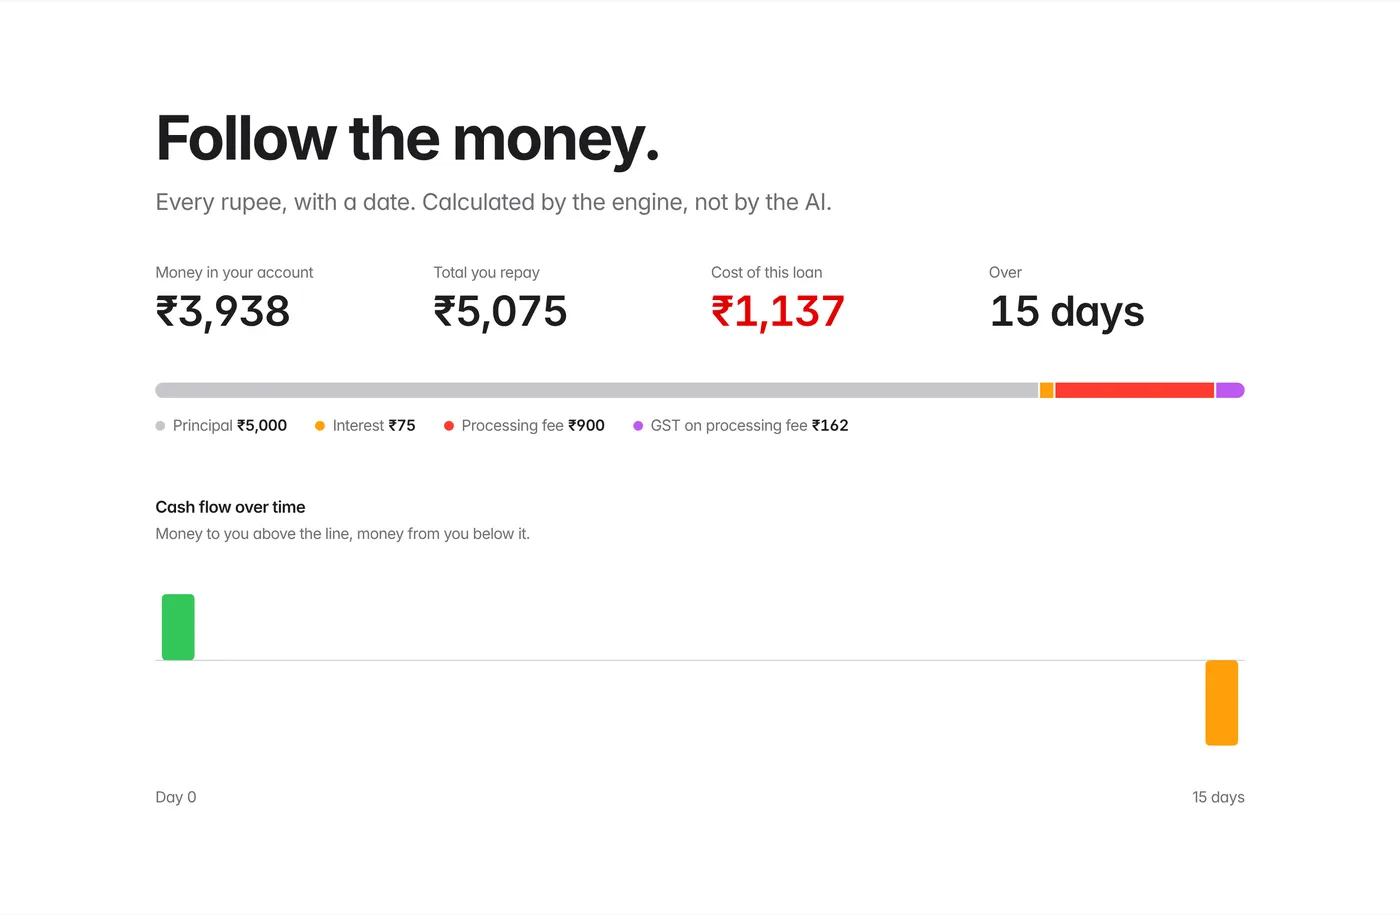 Follow the money.
Every rupee, with a date. Calculated by the engine, not by the AI.
Money in your account
₹3,938
Total you repay
₹5,075
Cost of this loan
₹1,137
Over
15 days
Principal ₹5,000
Interest ₹75
Processing fee ₹900
GST on processing fee ₹162
Cash flow over time
Money to you above the line, money from you below it.
Day 0
15 days